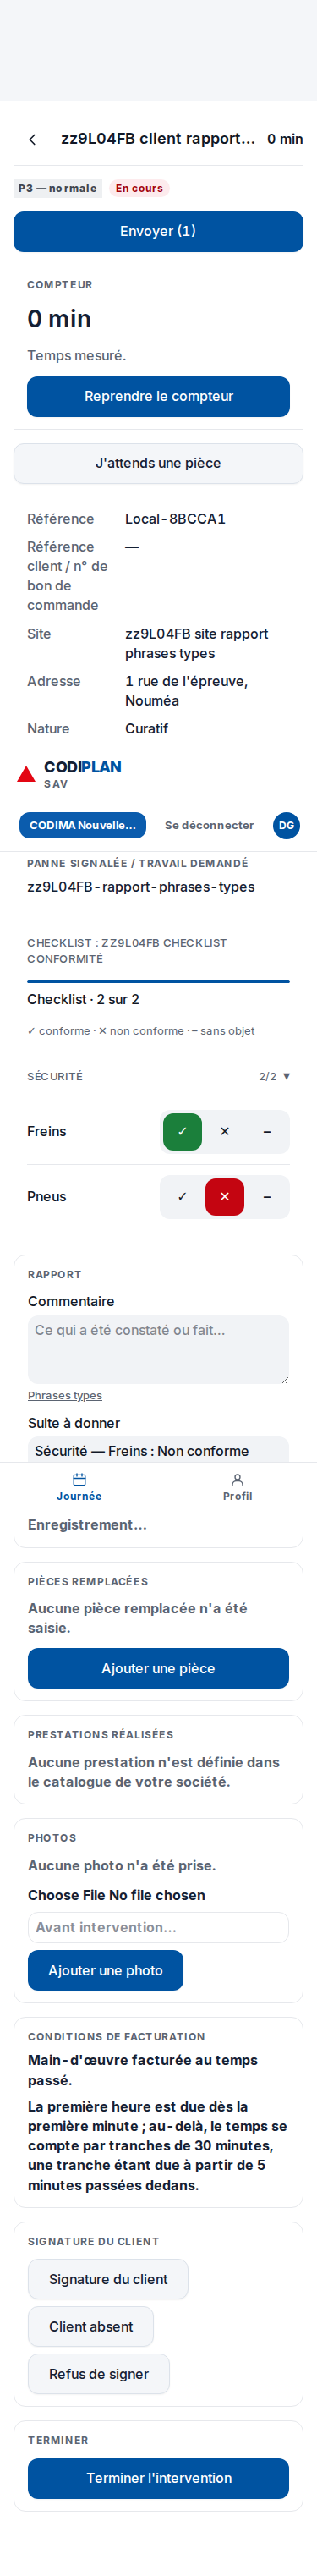 zz9L04FB client rapport... 0 min
P3 — normale En cours
Envoyer (1)
COMPTEUR
0 min
Temps mesuré.
Reprendre le compteur
J'attends une pièce
Référence Local-8BCCA1
Référence —
client / n° de
bon de
commande
Site zz9L04FB site rapport
phrases types
Adresse 1 rue de l'épreuve,
Nouméa
Nature Curatif
CODIPLAN
SAV
CODIMA Nouvelle... Se déconnecter DG
PANNE SIGNALÉE / TRAVAIL DEMANDÉ
zz9L04FB-rapport-phrases-types
CHECKLIST : ZZ9L04FB CHECKLIST
CONFORMITÉ
Checklist · 2 sur 2
✓ conforme · ✕ non conforme · – sans objet
SÉCURITÉ 2/2 ▼
Freins ✓ ✕ –
Pneus ✓ ✕ –
RAPPORT
Commentaire
Ce qui a été constaté ou fait...
Phrases types
Suite à donner
Sécurité — Freins : Non conforme
Journée Profil
Enregistrement...
PIÈCES REMPLACÉES
Aucune pièce remplacée n'a été
saisie.
Ajouter une pièce
PRESTATIONS RÉALISÉES
Aucune prestation n'est définie dans
le catalogue de votre société.
PHOTOS
Aucune photo n'a été prise.
Choose File No file chosen
Avant intervention...
Ajouter une photo
CONDITIONS DE FACTURATION
Main-d'œuvre facturée au temps
passé.
La première heure est due dès la
première minute ; au-delà, le temps se
compte par tranches de 30 minutes,
une tranche étant due à partir de 5
minutes passées dedans.
SIGNATURE DU CLIENT
Signature du client
Client absent
Refus de signer
TERMINER
Terminer l'intervention